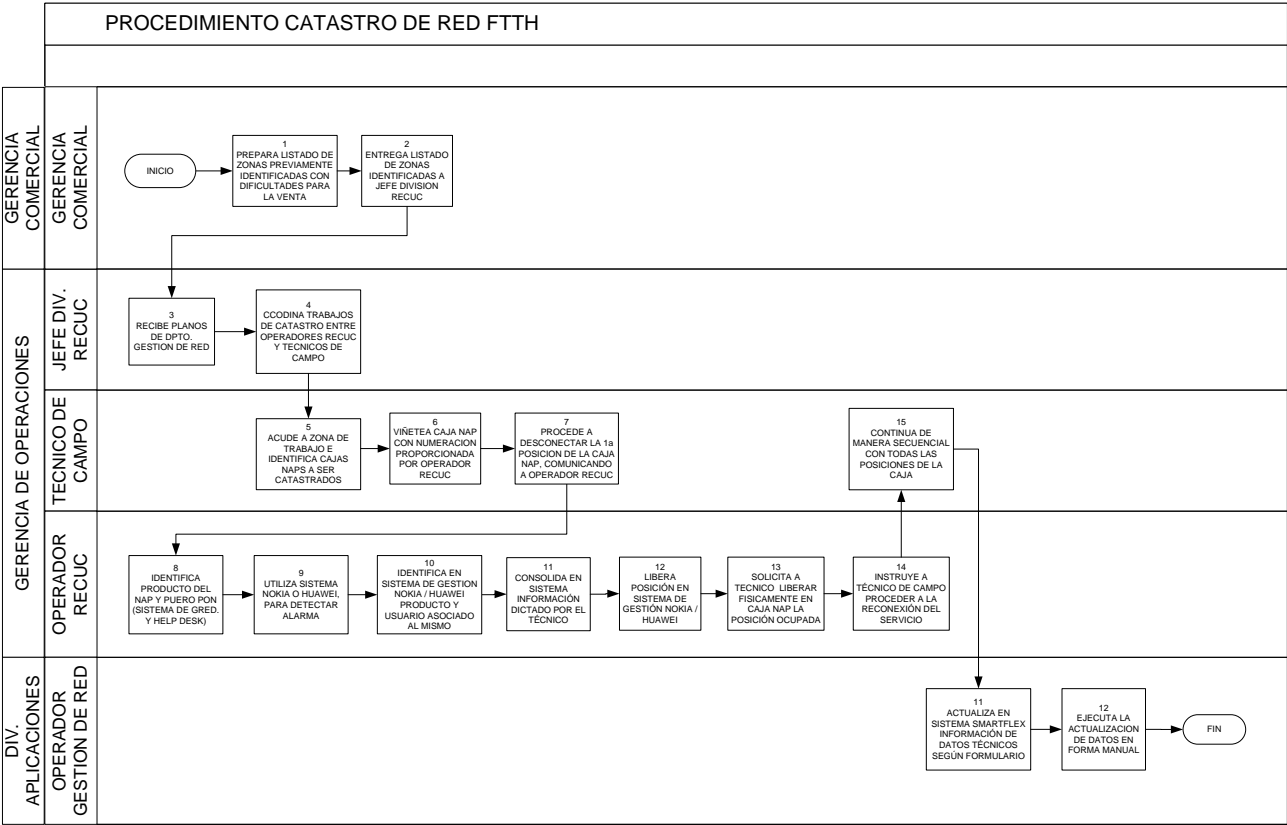 PROCEDIMIENTO CATASTRO DE RED FTTH
GERENCIA
COMERCIAL
GERENCIA
COMERCIAL
INICIO
1
PREPARA LISTADO DE
ZONAS PREVIAMENTE
IDENTIFICADAS CON
DIFICULTADES PARA
LA VENTA
2
ENTREGA LISTADO
DE ZONAS
IDENTIFICADAS A
JEFE DIVISION
RECUC
GERENCIA DE OPERACIONES
JEFE DIV.
RECUC
3
RECIBE PLANOS
DE DPTO.
GESTION DE RED
4
CCODINA TRABAJOS
DE CATASTRO ENTRE
OPERADORES RECUC
Y TECNICOS DE
CAMPO
TECNICO DE
CAMPO
5
ACUDE A ZONA DE
TRABAJO E
IDENTIFICA CAJAS
NAPS A SER
CATASTRADOS
6
VIÑETEA CAJA NAP
CON NUMERACION
PROPORCIONADA
POR OPERADOR
RECUC
7
PROCEDE A
DESCONECTAR LA 1a
POSICION DE LA CAJA
NAP, COMUNICANDO
A OPERADOR RECUC
15
CONTINUA DE
MANERA SECUENCIAL
CON TODAS LAS
POSICIONES DE LA
CAJA
OPERADOR
RECUC
8
IDENTIFICA
PRODUCTO DEL
NAP Y PUERO PON
(SISTEMA DE GRED.
Y HELP DESK)
9
UTILIZA SISTEMA
NOKIA O HUAWEI,
PARA DETECTAR
ALARMA
10
IDENTIFICA EN
SISTEMA DE GESTION
NOKIA / HUAWEI
PRODUCTO Y
USUARIO ASOCIADO
AL MISMO
11
CONSOLIDA EN
SISTEMA
INFORMACIÓN
DICTADO POR EL
TÉCNICO
12
LIBERA
POSICIÓN EN
SISTEMA DE
GESTIÓN NOKIA /
HUAWEI
13
SOLICITA A
TECNICO LIBERAR
FISICAMENTE EN
CAJA NAP LA
POSICIÓN OCUPADA
14
INSTRUYE A
TÉCNICO DE CAMPO
PROCEDER A LA
RECONEXIÓN DEL
SERVICIO
DIV.
APLICACIONES
OPERADOR
GESTION DE RED
11
ACTUALIZA EN
SISTEMA SMARTFLEX
INFORMACIÓN DE
DATOS TÉCNICOS
SEGÚN FORMULARIO
12
EJECUTA LA
ACTUALIZACION
DE DATOS EN
FORMA MANUAL
FIN